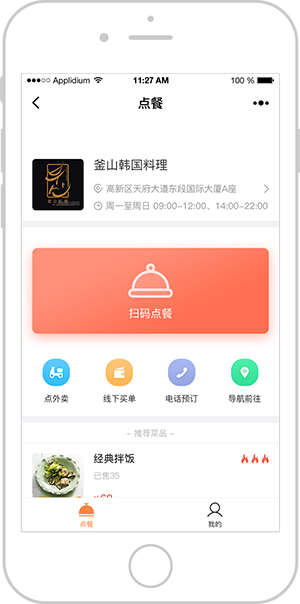 Applidium
11:27 AM
100 %
点餐
釜山韩国料理
高新区天府大道东段国际大厦A座
周一至周日 09:00-12:00、14:00-22:00
扫码点餐
点外卖
线下买单
电话预订
导航前往
– 推荐菜品 –
经典拌饭
已售35
点餐
我的